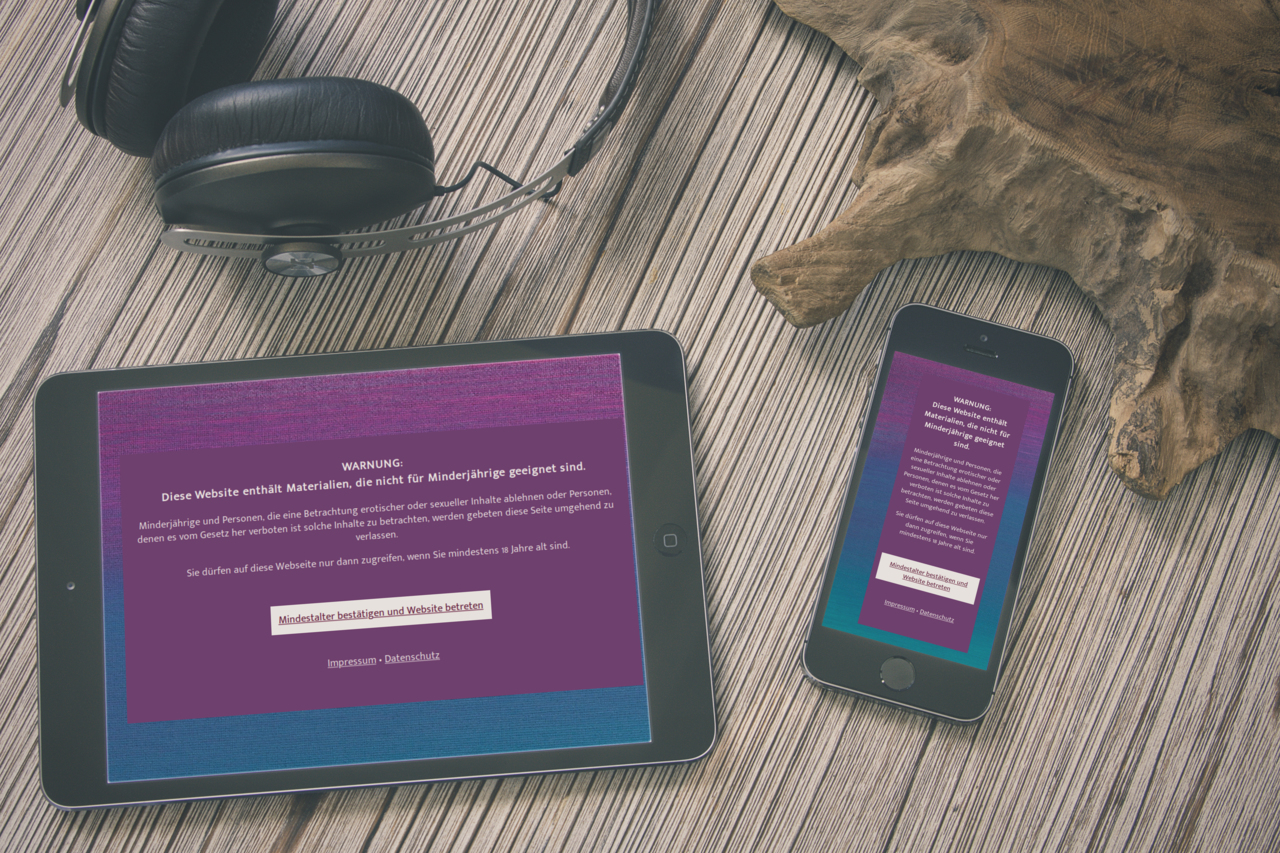 WARNUNG:
Diese Website enthält Materialien, die nicht für Minderjährige geeignet sind.
Minderjährige und Personen, die eine Betrachtung erotischer oder sexueller Inhalte ablehnen oder Personen,
denen es vom Gesetz her verboten ist solche Inhalte zu betrachten, werden gebeten diese Seite umgehend zu
verlassen.
Sie dürfen auf diese Webseite nur dann zugreifen, wenn Sie mindestens 18 Jahre alt sind.
Mindestalter bestätigen und Website betreten
Impressum • Datenschutz
WARNUNG:
Diese Website enthält
Materialien, die nicht für
Minderjährige geeignet
sind.
Minderjährige und Personen, die
eine Betrachtung erotischer oder
sexueller Inhalte ablehnen oder
Personen, denen es vom Gesetz her
verboten ist solche Inhalte zu
betrachten, werden gebeten diese
Seite umgehend zu verlassen.
Sie dürfen auf diese Webseite nur
dann zugreifen, wenn Sie
mindestens 18 Jahre alt sind.
Mindestalter bestätigen und
Website betreten
Impressum • Datenschutz